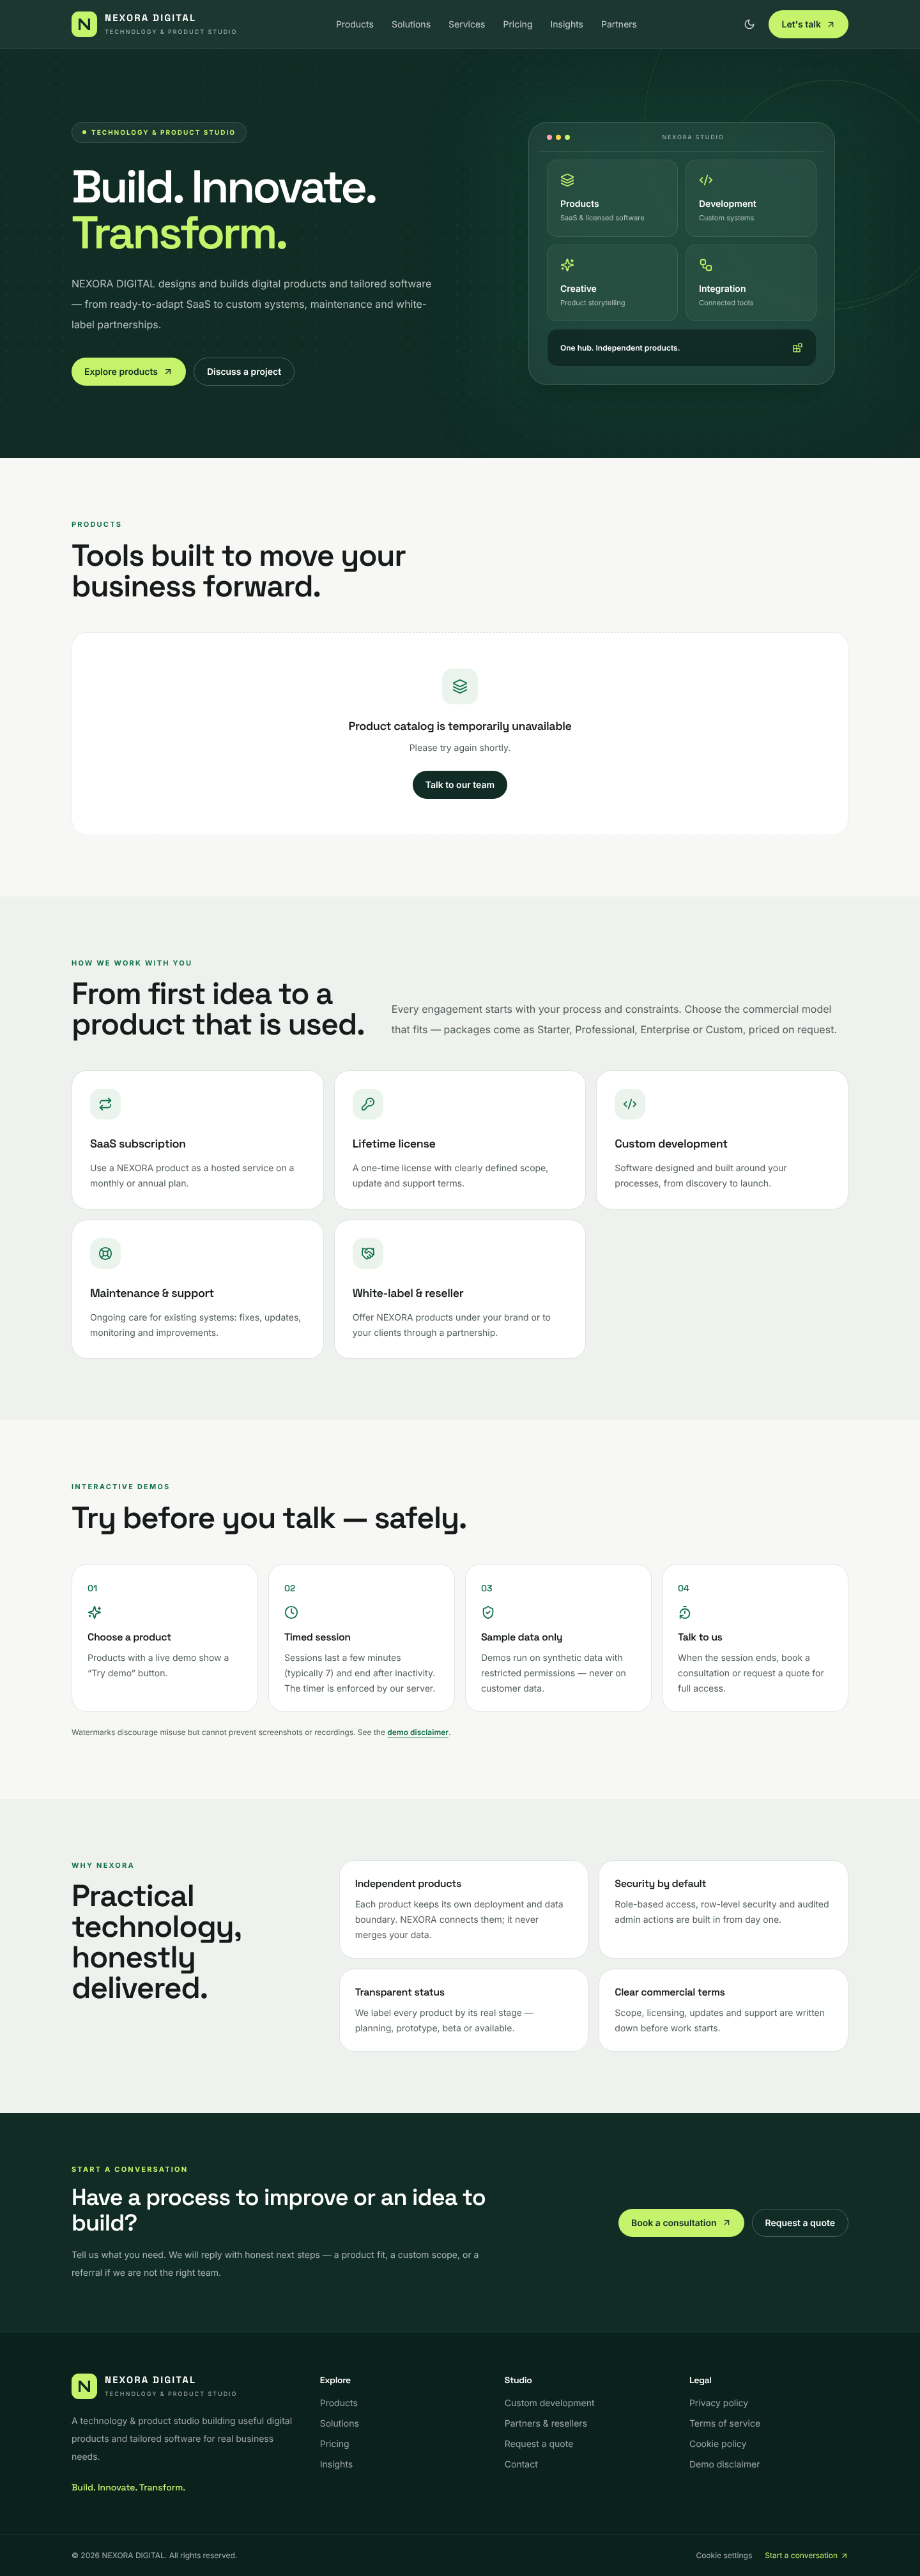 N
NEXORA DIGITAL
TECHNOLOGY & PRODUCT STUDIO
Products
Solutions
Services
Pricing
Insights
Partners
Let's talk
TECHNOLOGY & PRODUCT STUDIO
Build. Innovate.
Transform.
NEXORA DIGITAL designs and builds digital products and tailored software
— from ready-to-adapt SaaS to custom systems, maintenance and white-
label partnerships.
Explore products
Discuss a project
NEXORA STUDIO
Products
SaaS & licensed software
Development
Custom systems
Creative
Product storytelling
Integration
Connected tools
One hub. Independent products.
PRODUCTS
Tools built to move your
business forward.
Product catalog is temporarily unavailable
Please try again shortly.
Talk to our team
HOW WE WORK WITH YOU
From first idea to a
product that is used.
Every engagement starts with your process and constraints. Choose the commercial model
that fits — packages come as Starter, Professional, Enterprise or Custom, priced on request.
SaaS subscription
Use a NEXORA product as a hosted service on a
monthly or annual plan.
Lifetime license
A one-time license with clearly defined scope,
update and support terms.
Custom development
Software designed and built around your
processes, from discovery to launch.
Maintenance & support
Ongoing care for existing systems: fixes, updates,
monitoring and improvements.
White-label & reseller
Offer NEXORA products under your brand or to
your clients through a partnership.
INTERACTIVE DEMOS
Try before you talk — safely.
01
Choose a product
Products with a live demo show a
“Try demo” button.
02
Timed session
Sessions last a few minutes
(typically 7) and end after inactivity.
The timer is enforced by our server.
03
Sample data only
Demos run on synthetic data with
restricted permissions — never on
customer data.
04
Talk to us
When the session ends, book a
consultation or request a quote for
full access.
Watermarks discourage misuse but cannot prevent screenshots or recordings. See the demo disclaimer.
WHY NEXORA
Practical
technology,
honestly
delivered.
Independent products
Each product keeps its own deployment and data
boundary. NEXORA connects them; it never
merges your data.
Security by default
Role-based access, row-level security and audited
admin actions are built in from day one.
Transparent status
We label every product by its real stage —
planning, prototype, beta or available.
Clear commercial terms
Scope, licensing, updates and support are written
down before work starts.
START A CONVERSATION
Have a process to improve or an idea to
build?
Tell us what you need. We will reply with honest next steps — a product fit, a custom scope, or a
referral if we are not the right team.
Book a consultation
Request a quote
N
NEXORA DIGITAL
TECHNOLOGY & PRODUCT STUDIO
A technology & product studio building useful digital
products and tailored software for real business
needs.
Build. Innovate. Transform.
Explore
Products
Solutions
Pricing
Insights
Studio
Custom development
Partners & resellers
Request a quote
Contact
Legal
Privacy policy
Terms of service
Cookie policy
Demo disclaimer
© 2026 NEXORA DIGITAL. All rights reserved.
Cookie settings
Start a conversation